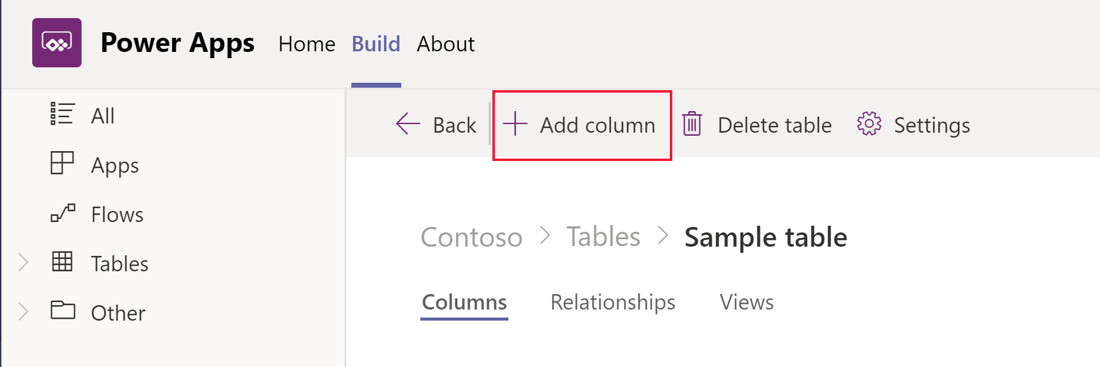 Power Apps Home Build About
All
Apps
Flows
Tables
Other
Back Add column Delete table Settings
Contoso > Tables > Sample table
Columns Relationships Views